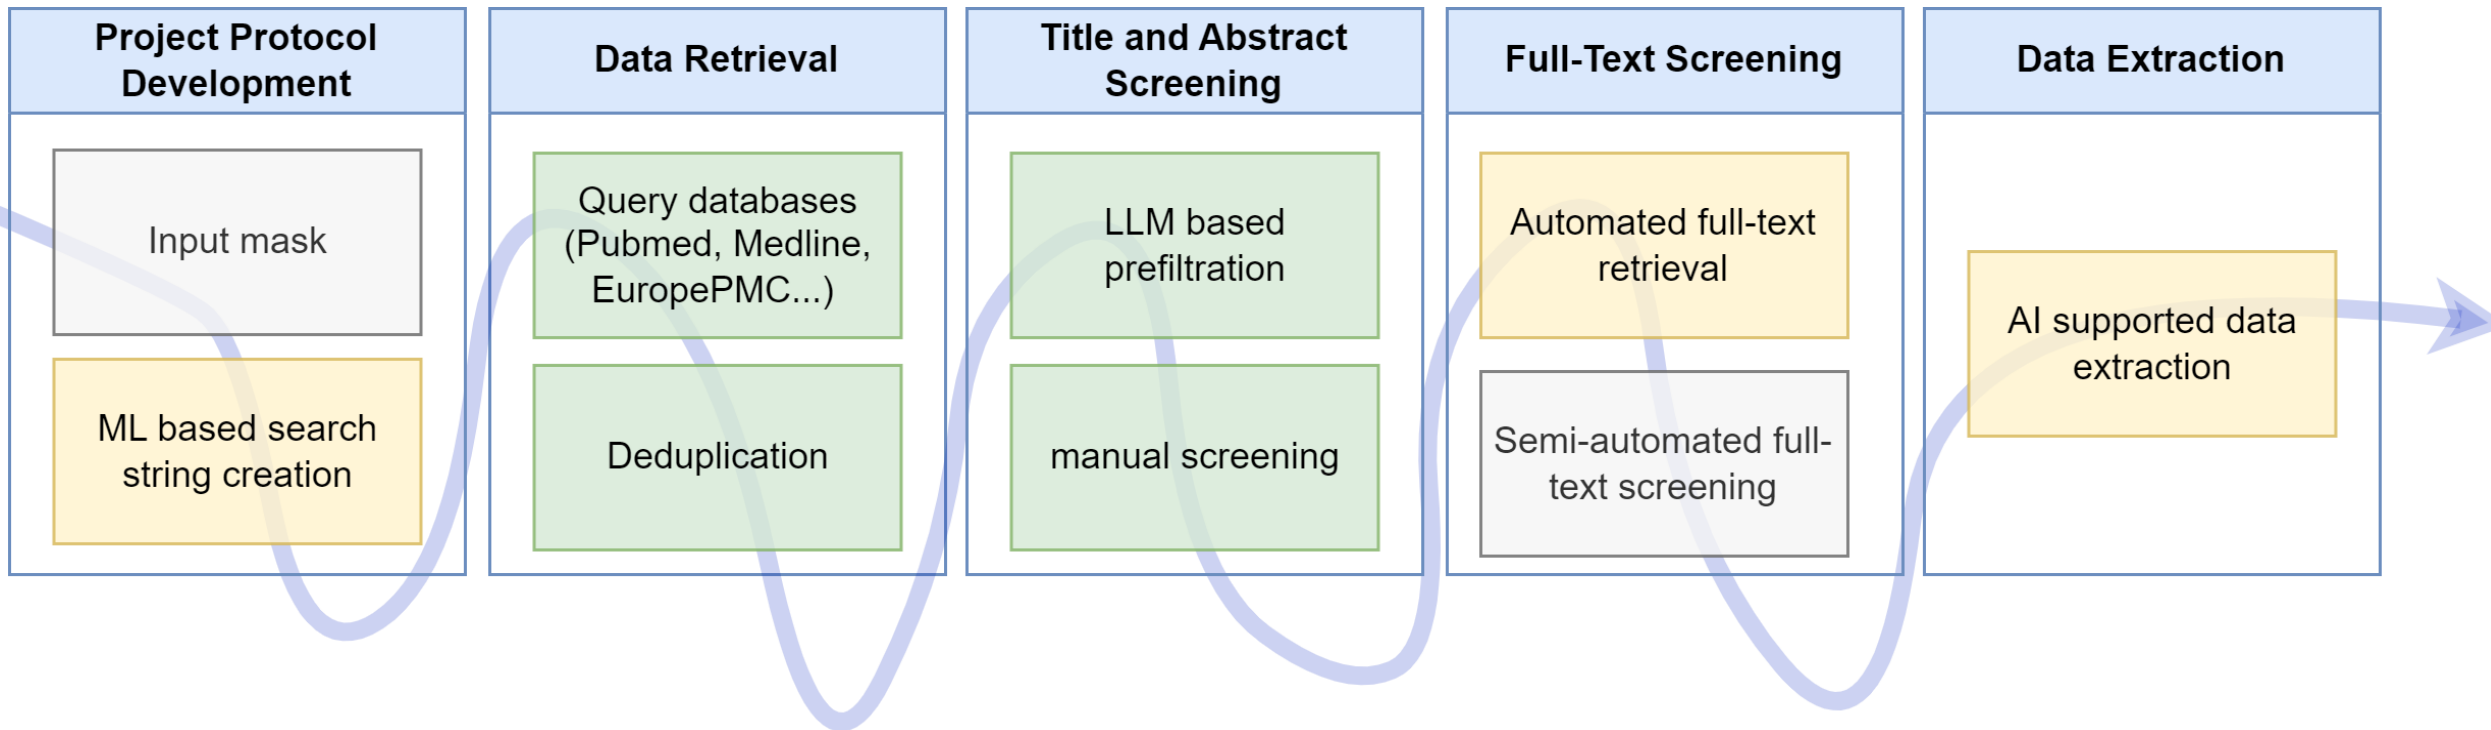 Project Protocol
Development
Input mask
ML based search
string creation
Data Retrieval
Query databases
(Pubmed, Medline,
EuropePMC...)
Deduplication
Title and Abstract
Screening
LLM based
prefiltration
manual screening
Full-Text Screening
Automated full-text
retrieval
Semi-automated full-
text screening
Data Extraction
AI supported data
extraction